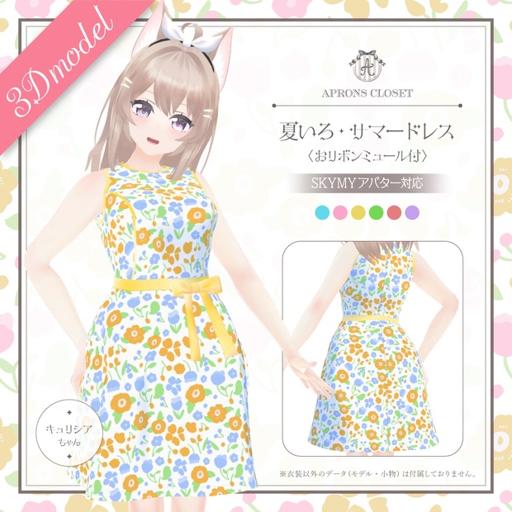 3Dmodel
APRONS CLOSET
夏いろ・サマードレス
〈おリボンミュール付〉
SKYMYアバター対応
キュリシア
ちゃん
※衣装以外のデータ(モデル・小物)は付属しておりません。